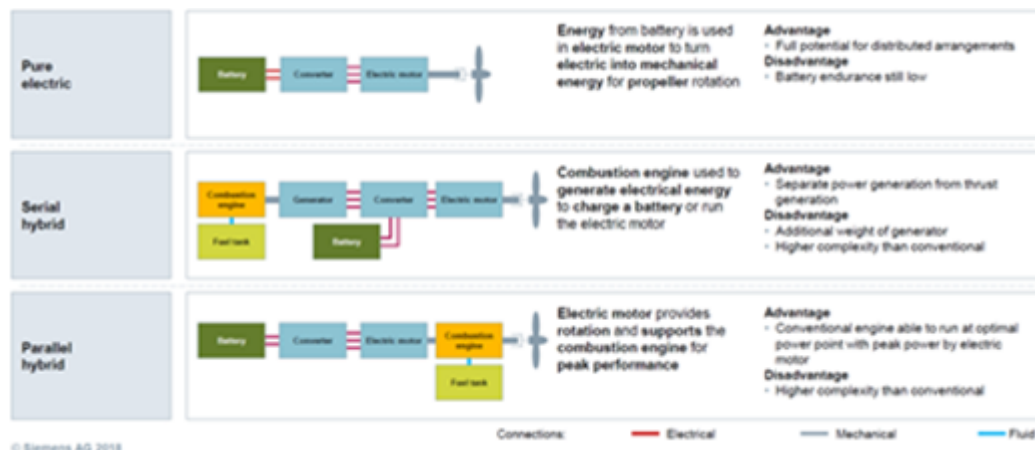 Pure
electric
Battery
Converter
Electric motor
Energy from battery is used
in electric motor to turn
electric into mechanical
energy for propeller rotation
Advantage
◦ Full potential for distributed arrangements
Disadvantage
◦ Battery endurance still low
Serial
hybrid
Combustion
engine
Generator
Converter
Electric motor
Fuel tank
Battery
Combustion engine used to
generate electrical energy
to charge a battery or run
the electric motor
Advantage
◦ Separate power generation from thrust
generation
Disadvantage
◦ Additional weight of generator
◦ Higher complexity than conventional
Parallel
hybrid
Battery
Converter
Electric motor
Combustion
engine
Fuel tank
Electric motor provides
rotation and supports the
combustion engine for
peak performance
Advantage
◦ Conventional engine able to run at optimal
power point with peak power by electric
motor
Disadvantage
◦ Higher complexity than conventional
Connections: Electrical Mechanical Fluid
© Siemens AG 2018